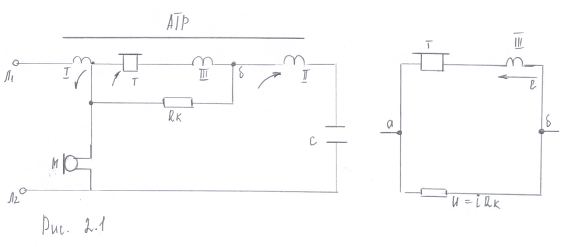 АТР
Л1
I
Т
III
б
II
Rк
С
М
Л2
Рис. 2.1
Т
III
e
а
б
U = i Rк